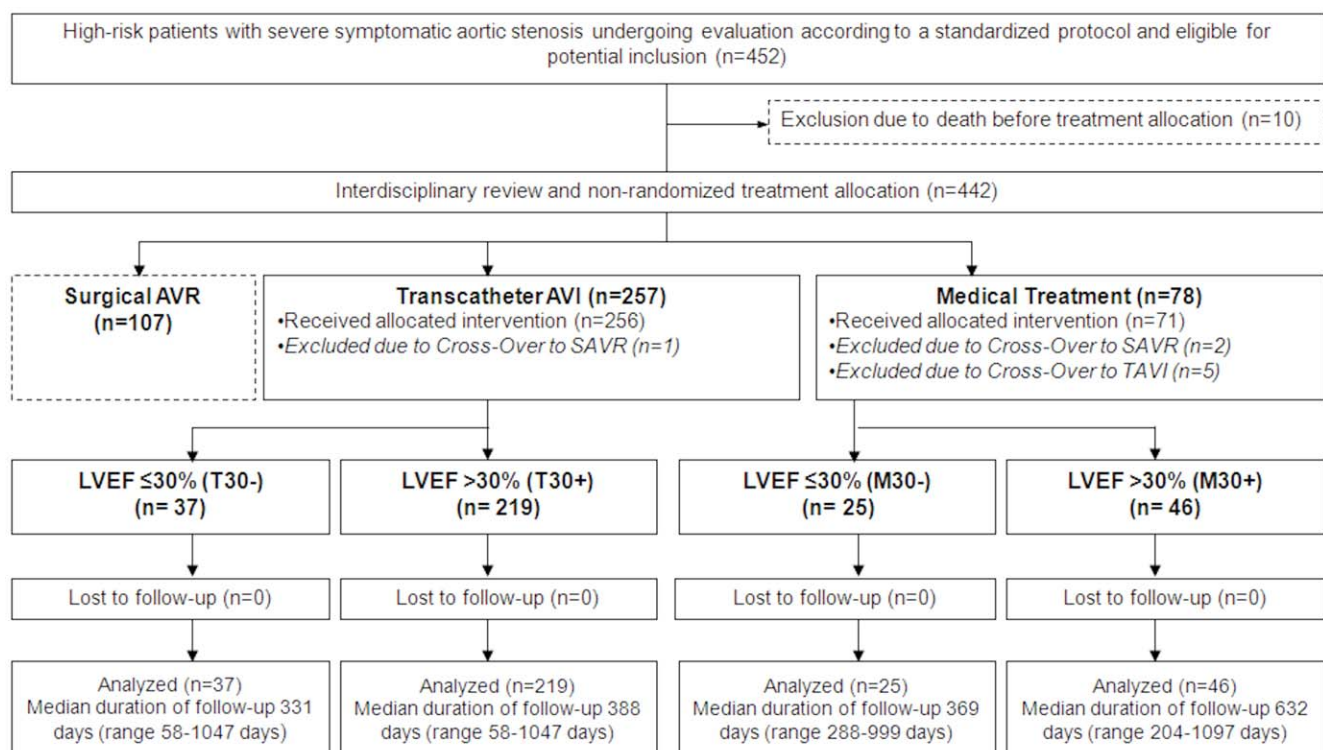 High-risk patients with severe symptomatic aortic stenosis undergoing evaluation according to a standardized protocol and eligible for
potential inclusion (n=452)
Exclusion due to death before treatment allocation (n=10)
Interdisciplinary review and non-randomized treatment allocation (n=442)
Surgical AVR
(n=107)
Transcatheter AVI (n=257)
•Received allocated intervention (n=256)
•Excluded due to Cross-Over to SAVR (n=1)
Medical Treatment (n=78)
•Received allocated intervention (n=71)
•Excluded due to Cross-Over to SAVR (n=2)
•Excluded due to Cross-Over to TAVI (n=5)
LVEF ≤30% (T30-)
(n= 37)
LVEF >30% (T30+)
(n= 219)
LVEF ≤30% (M30-)
(n= 25)
LVEF >30% (M30+)
(n= 46)
Lost to follow-up (n=0)
Lost to follow-up (n=0)
Lost to follow-up (n=0)
Lost to follow-up (n=0)
Analyzed (n=37)
Median duration of follow-up 331
days (range 58-1047 days)
Analyzed (n=219)
Median duration of follow-up 388
days (range 58-1047 days)
Analyzed (n=25)
Median duration of follow-up 369
days (range 288-999 days)
Analyzed (n=46)
Median duration of follow-up 632
days (range 204-1097 days)